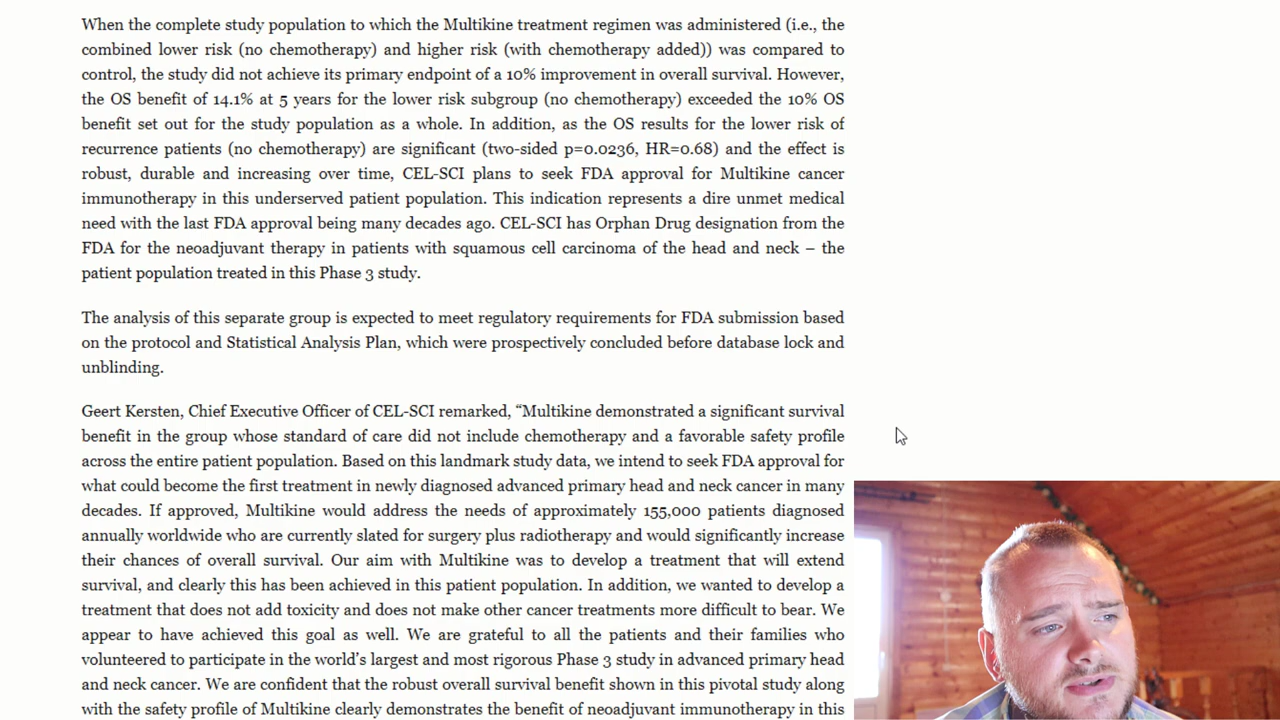 When the complete study population to which the Multikine treatment regimen was administered (i.e., the
combined lower risk (no chemotherapy) and higher risk (with chemotherapy added)) was compared to
control, the study did not achieve its primary endpoint of a 10% improvement in overall survival. However,
the OS benefit of 14.1% at 5 years for the lower risk subgroup (no chemotherapy) exceeded the 10% OS
benefit set out for the study population as a whole. In addition, as the OS results for the lower risk of
recurrence patients (no chemotherapy) are significant (two-sided p=0.0236, HR=0.68) and the effect is
robust, durable and increasing over time, CEL-SCI plans to seek FDA approval for Multikine cancer
immunotherapy in this underserved patient population. This indication represents a dire unmet medical
need with the last FDA approval being many decades ago. CEL-SCI has Orphan Drug designation from the
FDA for the neoadjuvant therapy in patients with squamous cell carcinoma of the head and neck – the
patient population treated in this Phase 3 study.
The analysis of this separate group is expected to meet regulatory requirements for FDA submission based
on the protocol and Statistical Analysis Plan, which were prospectively concluded before database lock and
unblinding.
Geert Kersten, Chief Executive Officer of CEL-SCI remarked, “Multikine demonstrated a significant survival
benefit in the group whose standard of care did not include chemotherapy and a favorable safety profile
across the entire patient population. Based on this landmark study data, we intend to seek FDA approval for
what could become the first treatment in newly diagnosed advanced primary head and neck cancer in many
decades. If approved, Multikine would address the needs of approximately 155,000 patients diagnosed
annually worldwide who are currently slated for surgery plus radiotherapy and would significantly increase
their chances of overall survival. Our aim with Multikine was to develop a treatment that will extend
survival, and clearly this has been achieved in this patient population. In addition, we wanted to develop a
treatment that does not add toxicity and does not make other cancer treatments more difficult to bear. We
appear to have achieved this goal as well. We are grateful to all the patients and their families who
volunteered to participate in the world’s largest and most rigorous Phase 3 study in advanced primary head
and neck cancer. We are confident that the robust overall survival benefit shown in this pivotal study along
with the safety profile of Multikine clearly demonstrates the benefit of neoadjuvant immunotherapy in this